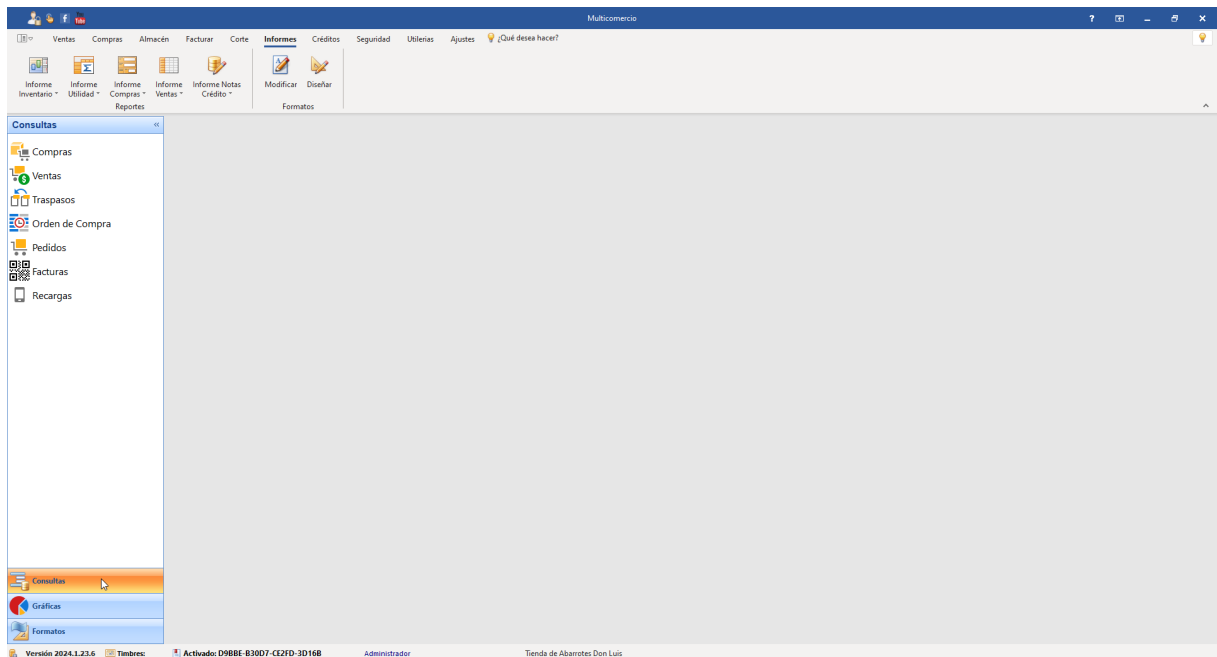 You Tube
Multicomercio
Ventas Compras Almacén Facturar Corte Informes Créditos Seguridad Utilerias Ajustes ¿Qué desea hacer?
Informe Inventario
Informe Utilidad
Informe Compras
Informe Ventas
Informe Notas Crédito
Modificar
Diseñar
Reportes
Formatos
Consultas
Compras
Ventas
Traspasos
Orden de Compra
Pedidos
Facturas
Recargas
Consultas
Gráficas
Formatos
Versión 2024.1.23.6 Timbres: Activado: D9BBE-B30D7-CE2FD-3D16B Administrador Tienda de Abarrotes Don Luis